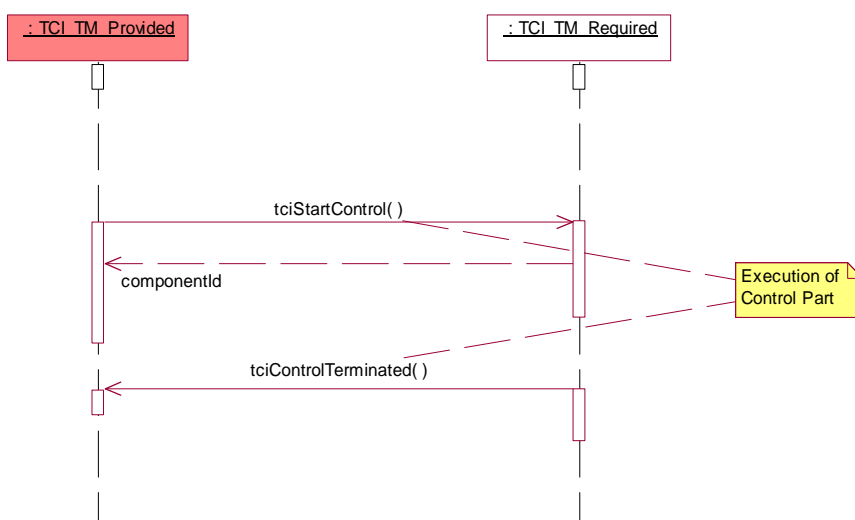 : TCI_TM_Provided
: TCI_TM_Required
tciStartControl( )
componentId
Execution of
Control Part
tciControlTerminated( )